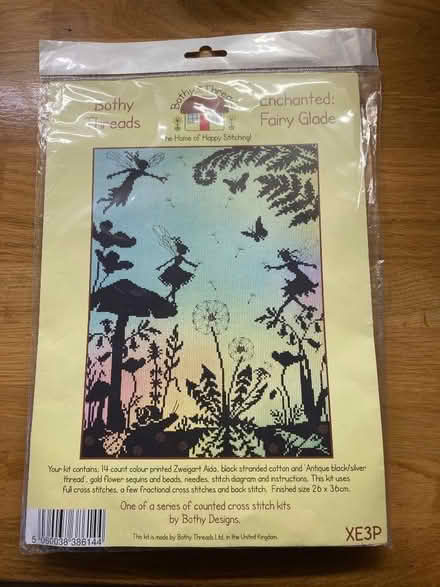 Bothy Threads
Bothy
Threads
Enchanted:
Fairy Glade
The Home of Happy Stitching!
Your kit contains; 14 count colour printed Zweigart Aida, black stranded cotton and 'Antique black/silver
thread', gold flower sequins and beads, needles, stitch diagram and instructions. This kit uses
full cross stitches, a few fractional cross stitches and back stitch. Finished size 26 x 36cm.
One of a series of counted cross stitch kits
by Bothy Designs.
This kit is made by Bothy Threads Ltd. in the United Kingdom.
XE3P
5 060038 386144